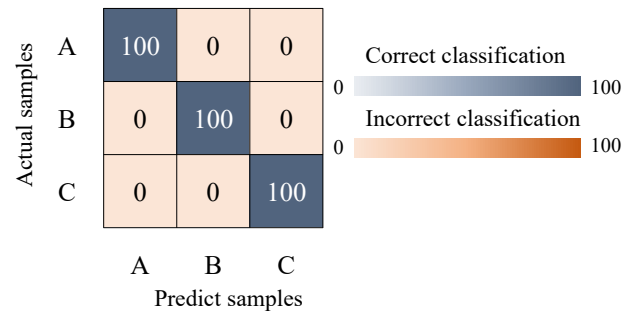 Actual samples
A 100 0 0
B 0 100 0
C 0 0 100
A B C
Predict samples
Correct classification
0 100
Incorrect classification
0 100